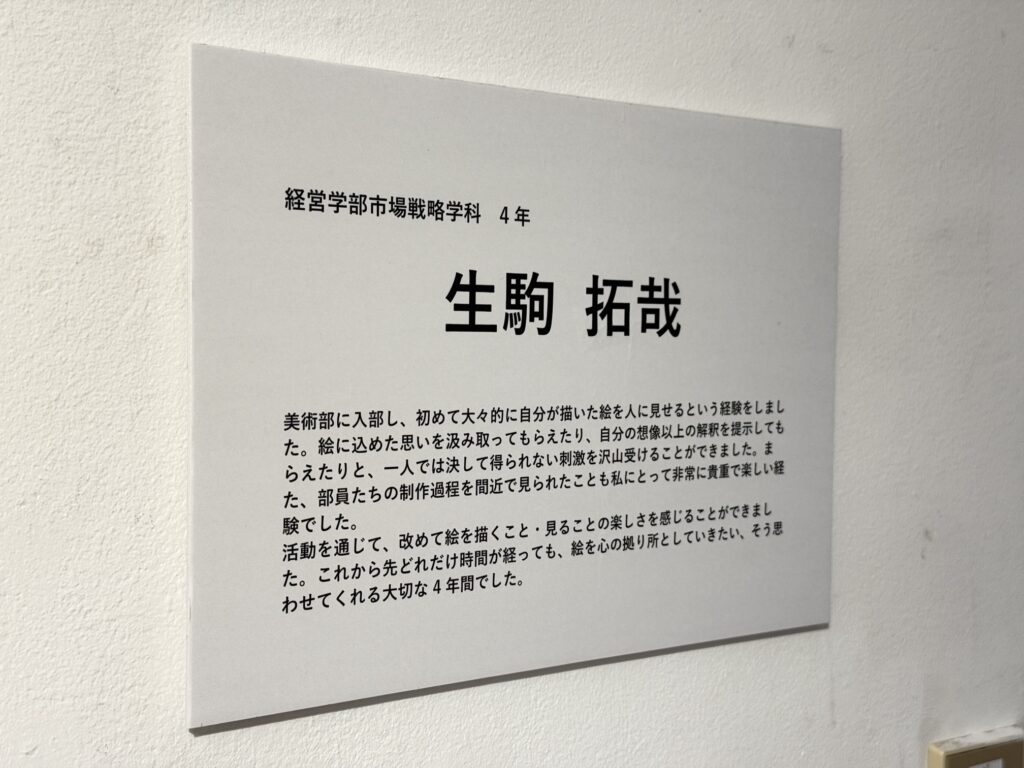 経営学部市場戦略学科　4年
生駒 拓哉
美術部に入部し、初めて大々的に自分が描いた絵を人に見せるという経験をしまし
た。絵に込めた思いを汲み取ってもらえたり、自分の想像以上の解釈を提示しても
らえたりと、一人では決して得られない刺激を沢山受けることができました。ま
た、部員たちの制作過程を間近で見られたことも私にとって非常に貴重で楽しい経
験でした。
活動を通じて、改めて絵を描くこと・見ることの楽しさを感じることができまし
た。これから先どれだけ時間が経っても、絵を心の拠り所としていきたい、そう思
わせてくれる大切な4年間でした。